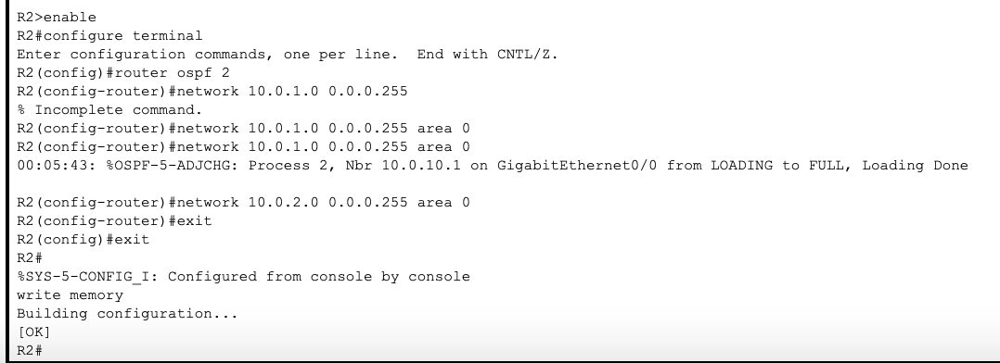 R2>enable
R2#configure terminal
Enter configuration commands, one per line.  End with CNTL/Z.
R2(config)#router ospf 2
R2(config-router)#network 10.0.1.0 0.0.0.255
% Incomplete command.
R2(config-router)#network 10.0.1.0 0.0.0.255 area 0
R2(config-router)#network 10.0.1.0 0.0.0.255 area 0
00:05:43: %OSPF-5-ADJCHG: Process 2, Nbr 10.0.10.1 on GigabitEthernet0/0 from LOADING to FULL, Loading Done
R2(config-router)#network 10.0.2.0 0.0.0.255 area 0
R2(config-router)#exit
R2(config)#exit
R2#
%SYS-5-CONFIG_I: Configured from console by console
write memory
Building configuration...
[OK]
R2#